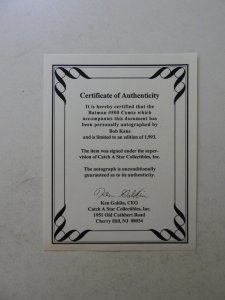 Certificate of Authenticity
It is hereby certified that the
Batman #500 Comic which
accompanies this document has
been personally autographed by
Bob Kane
and is limited to an edition of 1,993.
The item was signed under the super-
vision of Catch A Star Collectibles, Inc.
The autograph is unconditionally
guaranteed as to its authenticity.
Ken Goldin
Ken Goldin, CEO
Catch A Star Collectibles, Inc.
1951 Old Cuthbert Road
Cherry Hill, NJ 08034